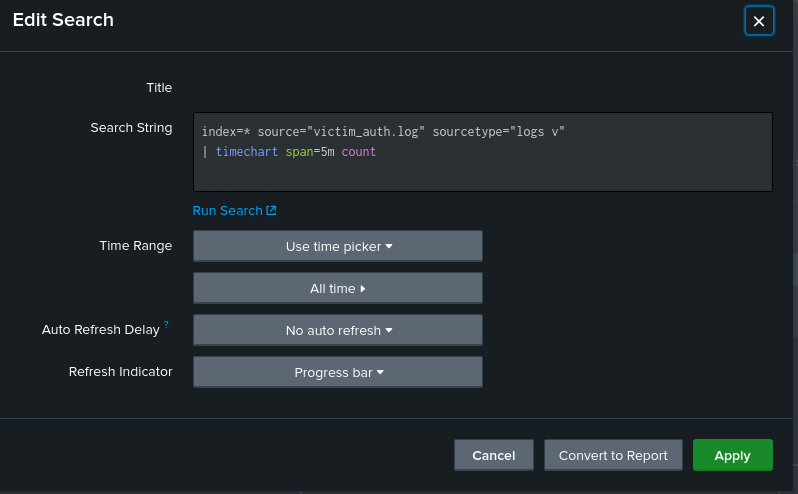 Edit Search
Title
Search String
index=* source="victim_auth.log" sourcetype="logs v"
| timechart span=5m count
Run Search
Time Range
Use time picker
All time
Auto Refresh Delay ?
No auto refresh
Refresh Indicator
Progress bar
Cancel
Convert to Report
Apply